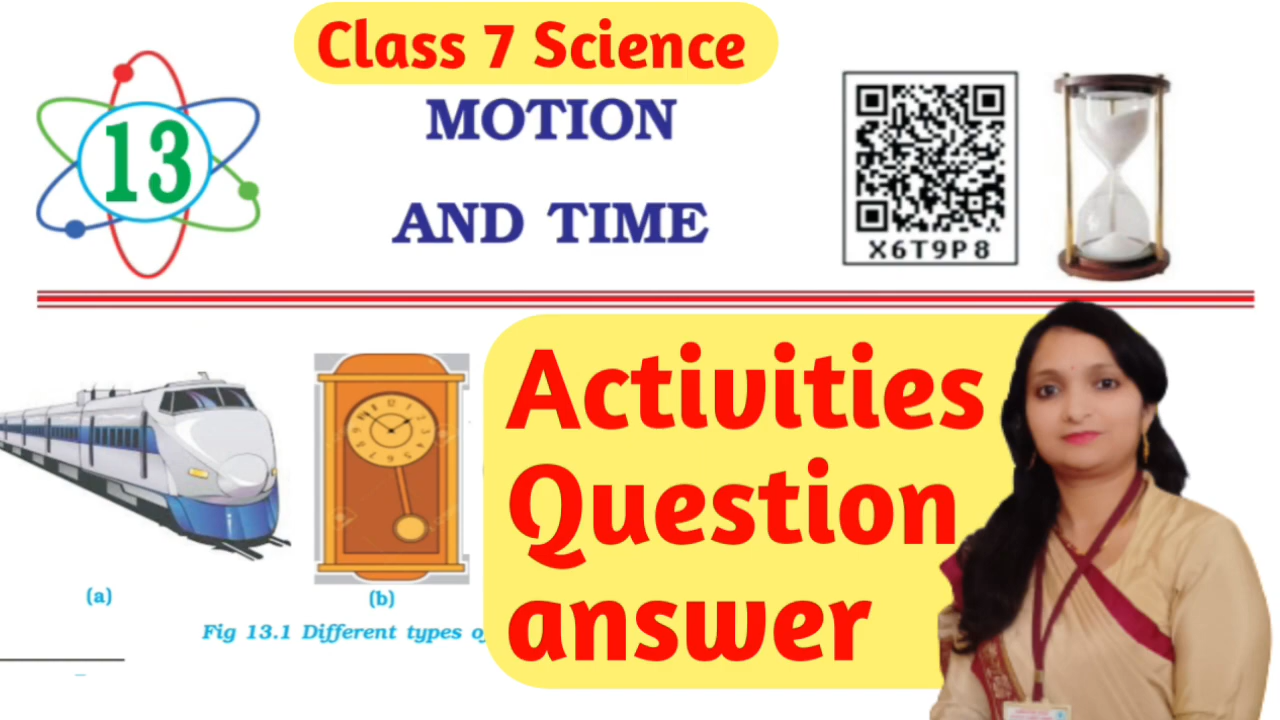 Class 7 Science
13
MOTION
AND TIME
X6T9P8
Activities
Question
answer
(a)
(b)
Fig 13.1 Different types